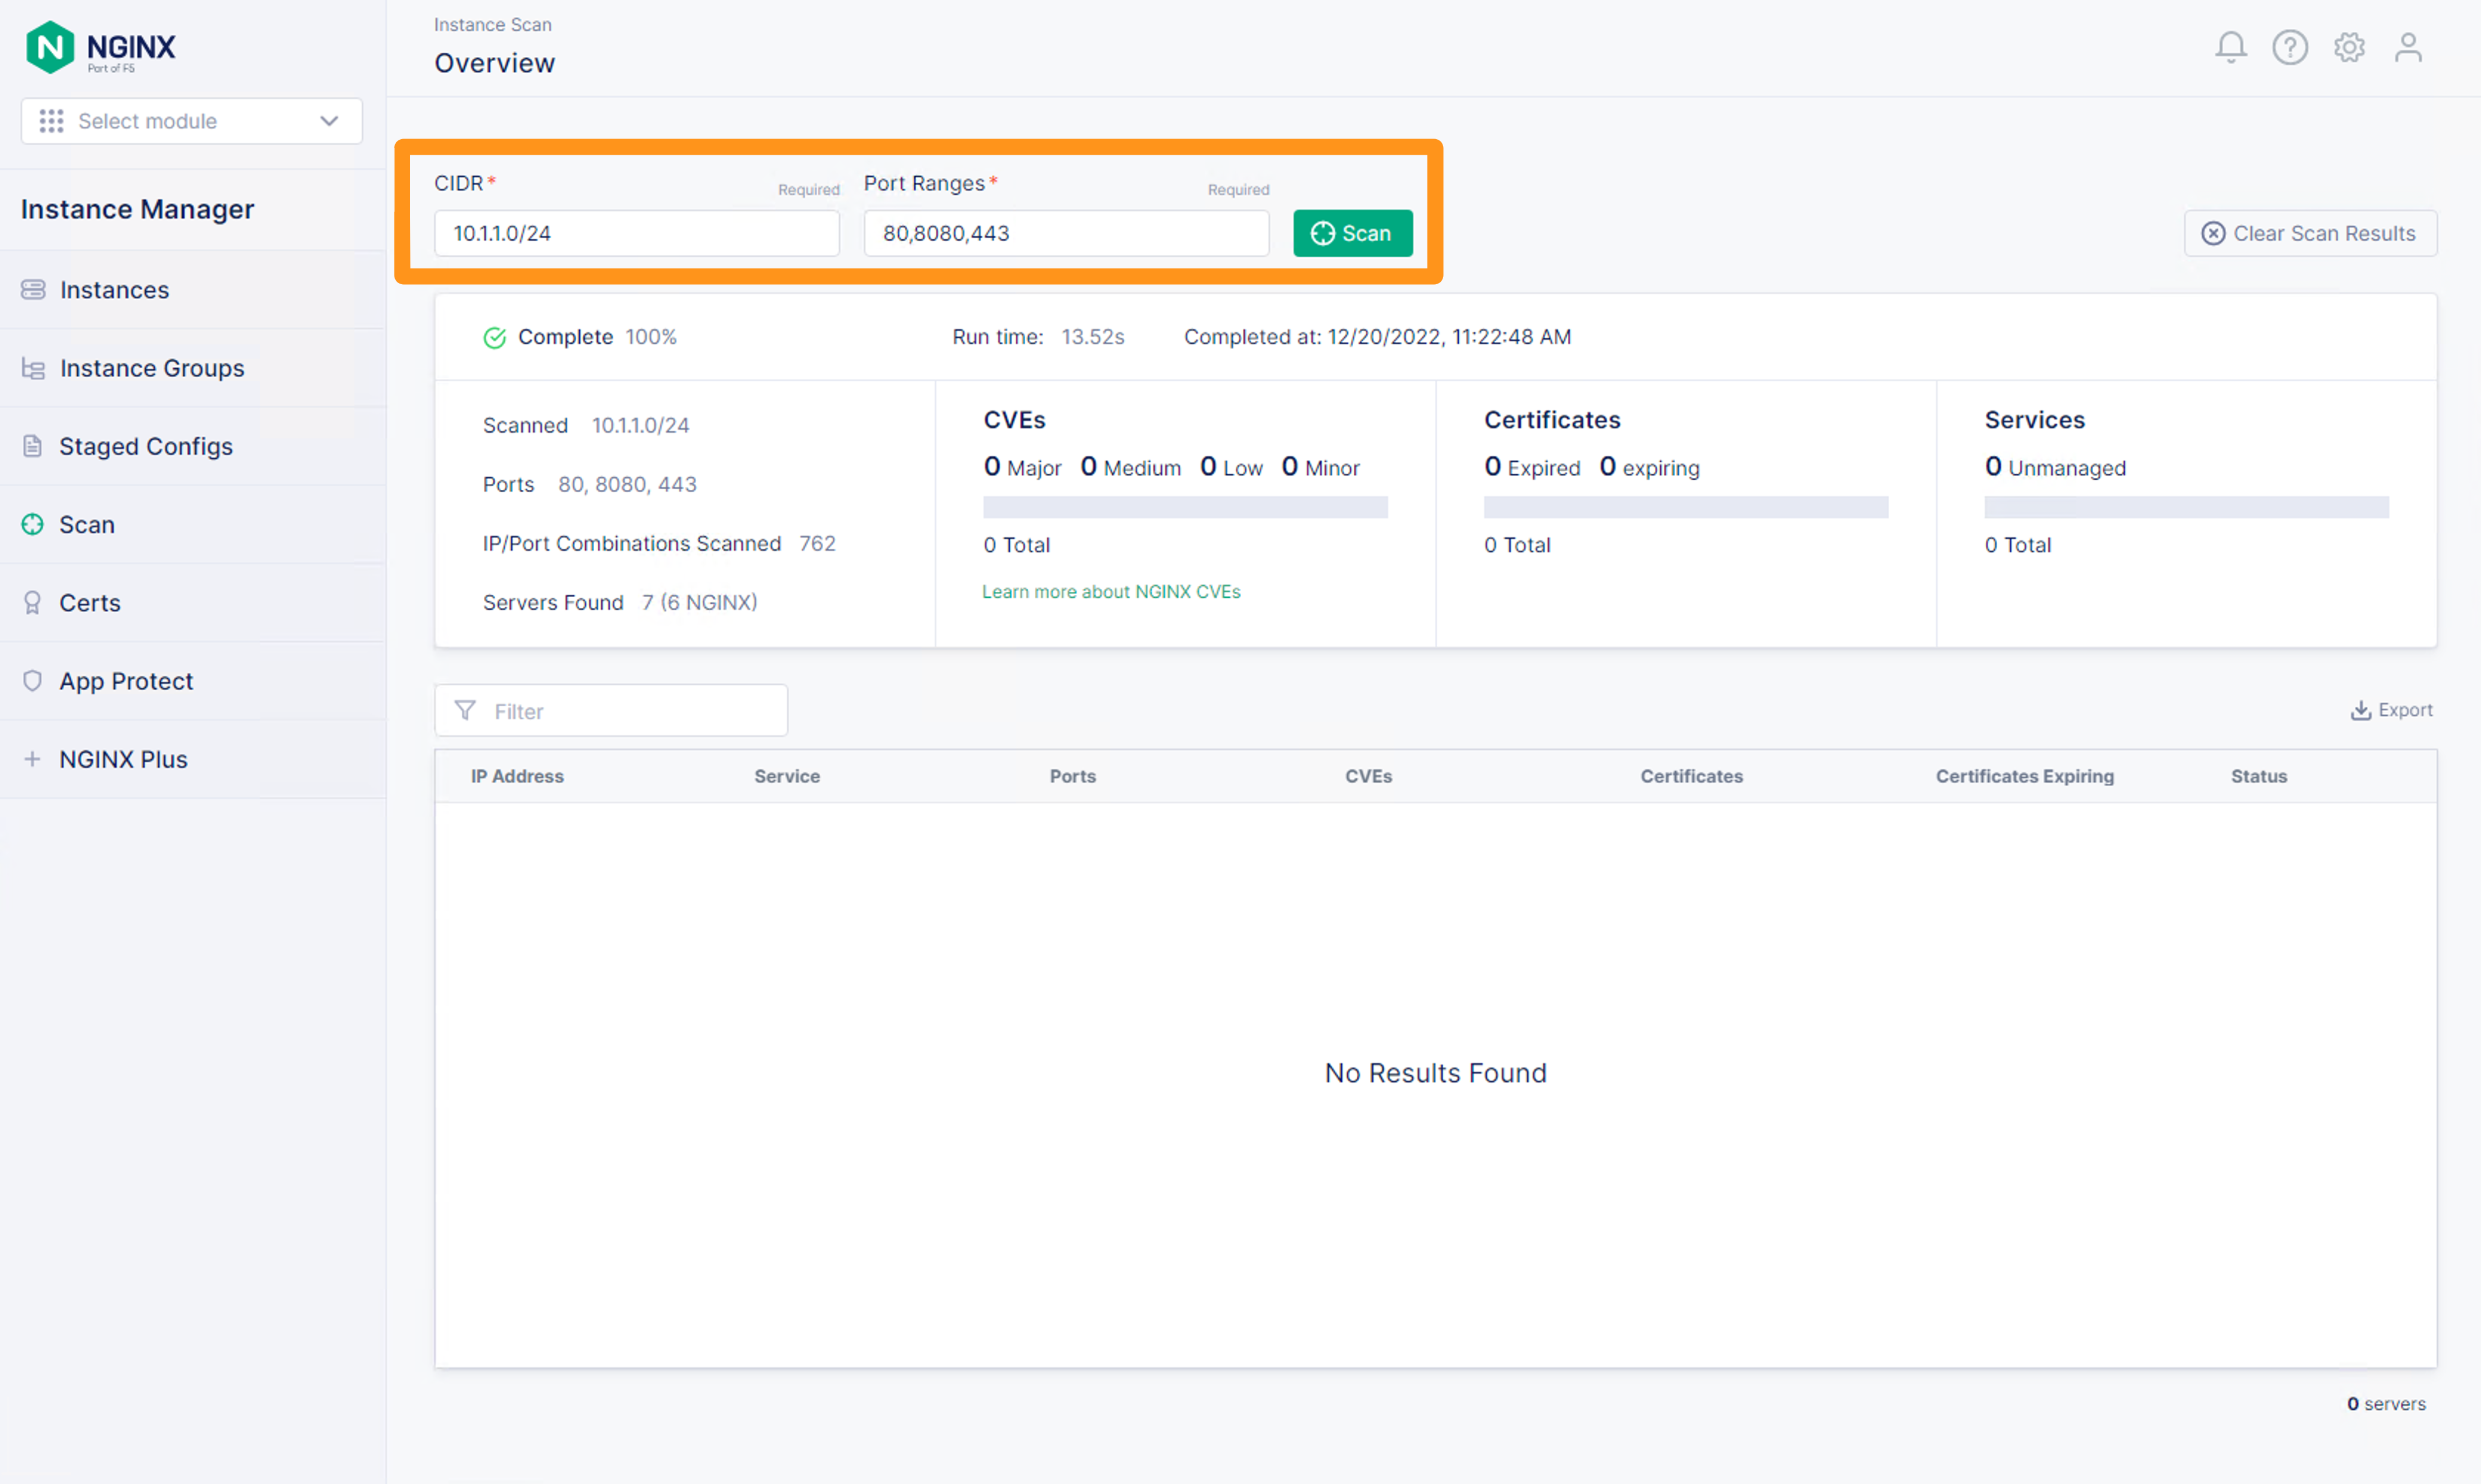 NGINX
Part of F5
Select module
Instance Manager
Instances
Instance Groups
Staged Configs
Scan
Certs
App Protect
NGINX Plus
Instance Scan
Overview
CIDR* Required Port Ranges* Required
10.1.1.0/24 80,8080,443 Scan Clear Scan Results
Complete 100% Run time: 13.52s Completed at: 12/20/2022, 11:22:48 AM
Scanned 10.1.1.0/24
Ports 80, 8080, 443
IP/Port Combinations Scanned 762
Servers Found 7 (6 NGINX)
CVEs
0 Major 0 Medium 0 Low 0 Minor
0 Total
Learn more about NGINX CVEs
Certificates
0 Expired 0 expiring
0 Total
Services
0 Unmanaged
0 Total
Filter Export
IP Address Service Ports CVEs Certificates Certificates Expiring Status
No Results Found
0 servers